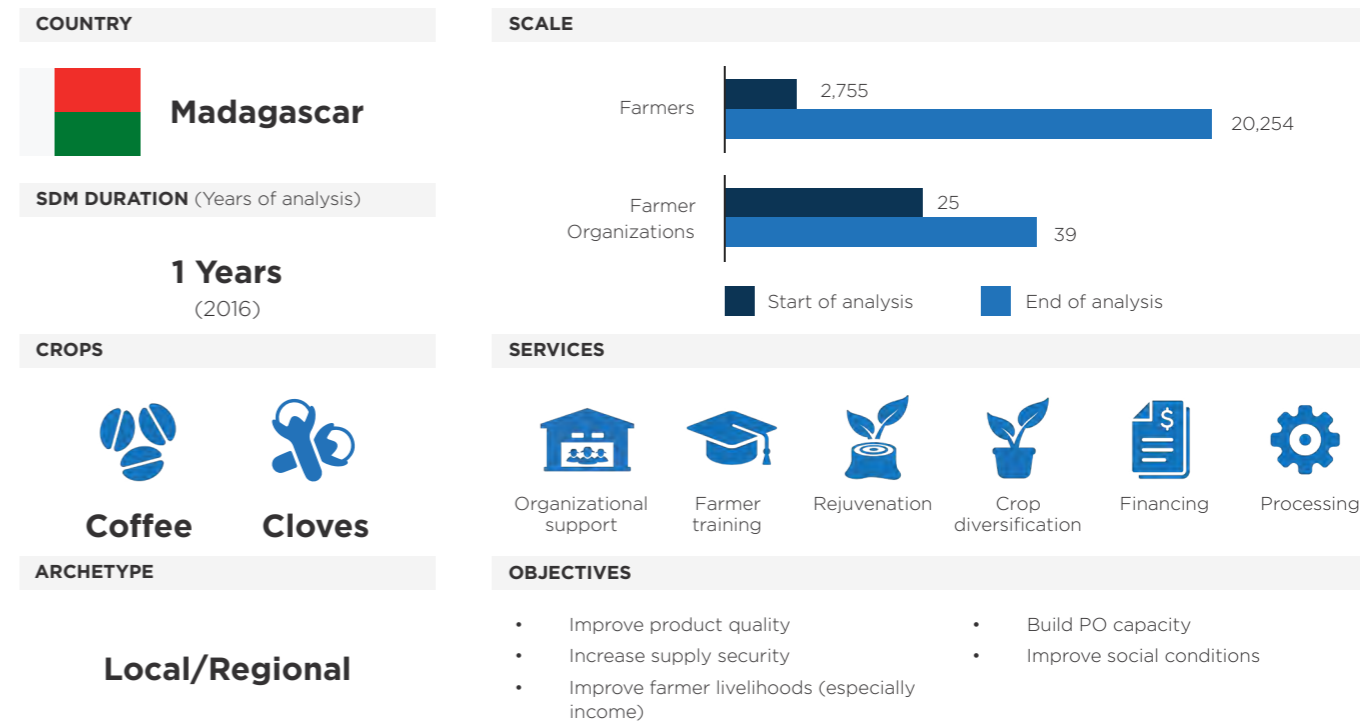 COUNTRY
Madagascar
SDM DURATION (Years of analysis)
1 Years
(2016)
CROPS
Coffee
Cloves
ARCHETYPE
Local/Regional
SCALE
Farmers
2,755
20,254
Farmer
Organizations
25
39
Start of analysis
End of analysis
SERVICES
Organizational
support
Farmer
training
Rejuvenation
Crop
diversification
$
Financing
Processing
OBJECTIVES
• Improve product quality
• Increase supply security
• Improve farmer livelihoods (especially
income)
• Build PO capacity
• Improve social conditions